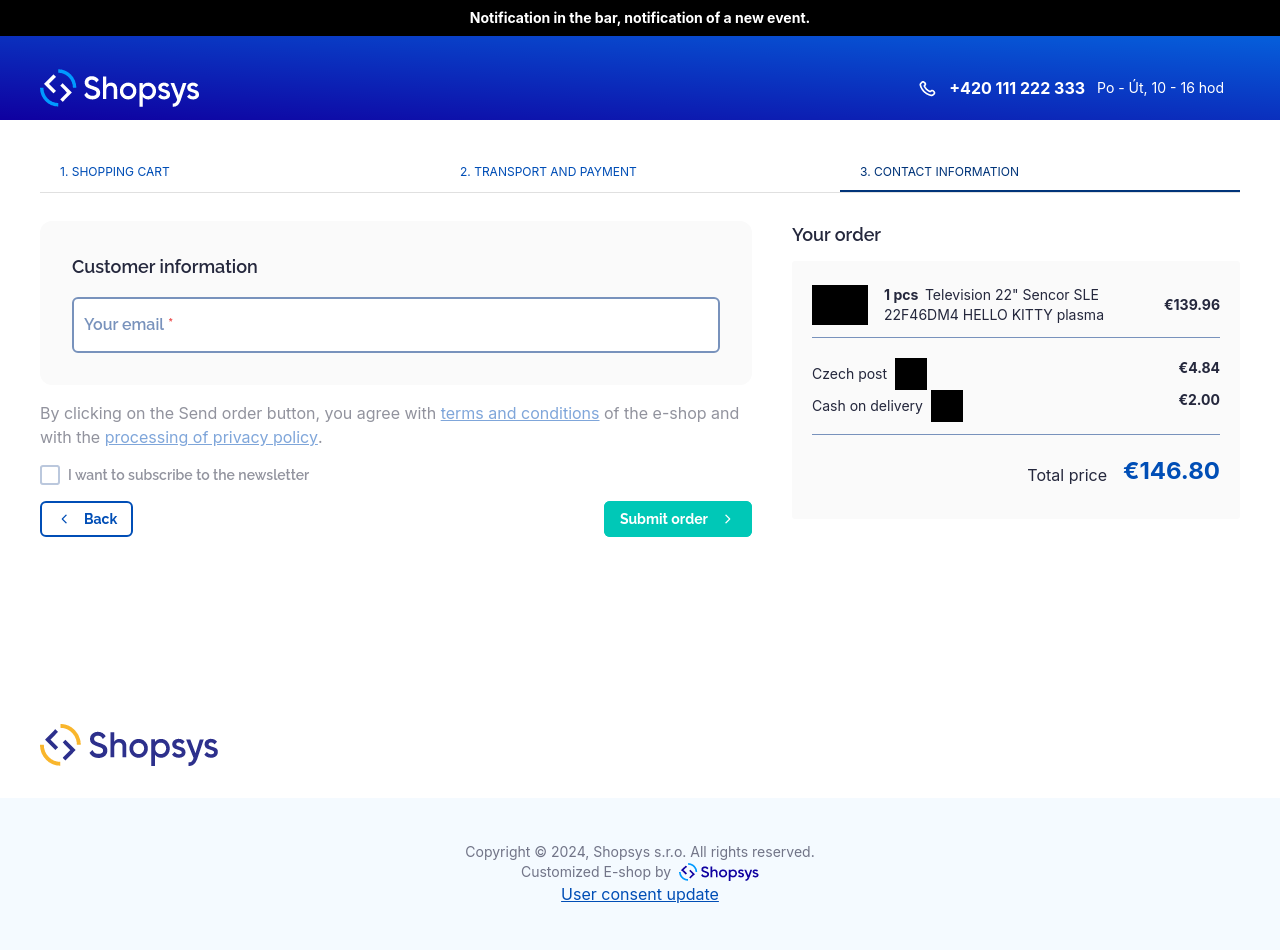 Notification in the bar, notification of a new event.
Shopsys
+420 111 222 333 Po - Út, 10 - 16 hod
1. SHOPPING CART
2. TRANSPORT AND PAYMENT
3. CONTACT INFORMATION
Customer information
Your email *
By clicking on the Send order button, you agree with terms and conditions of the e-shop and
with the processing of privacy policy.
I want to subscribe to the newsletter
Back
Submit order
Your order
1 pcs Television 22" Sencor SLE
22F46DM4 HELLO KITTY plasma
€139.96
Czech post
€4.84
Cash on delivery
€2.00
Total price €146.80
Shopsys
Copyright © 2024, Shopsys s.r.o. All rights reserved.
Customized E-shop by Shopsys
User consent update